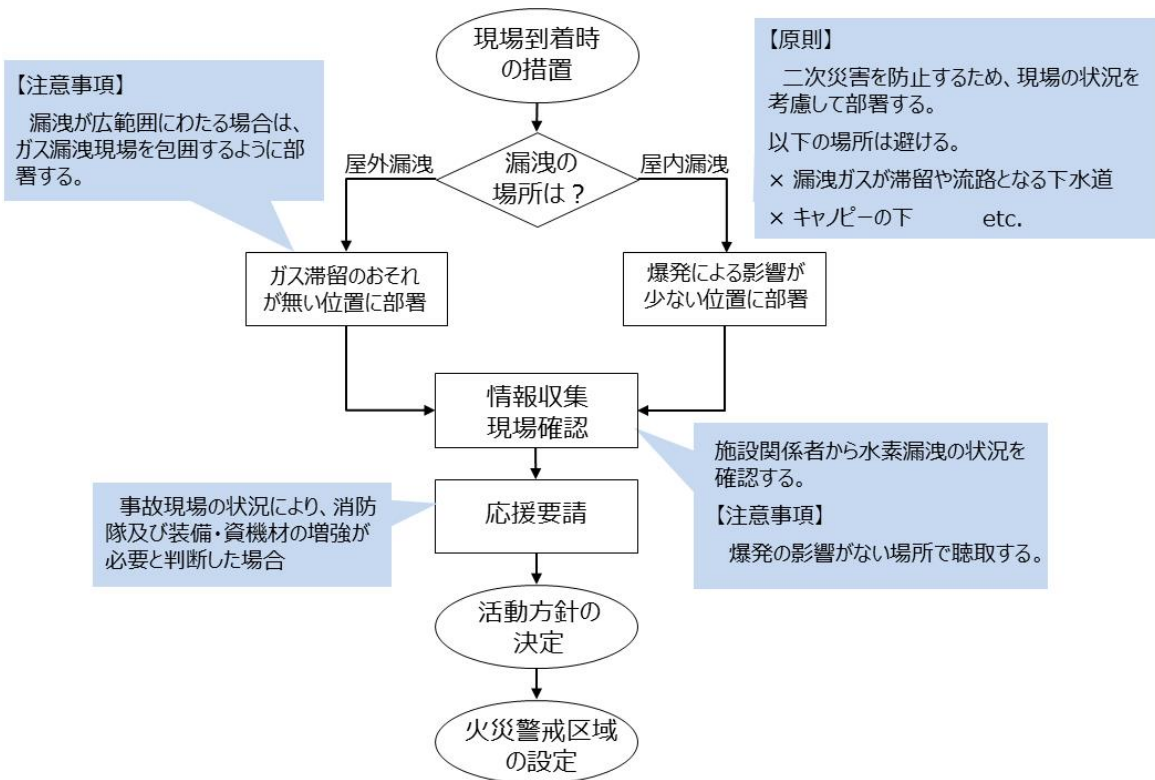 現場到着時
の措置
【注意事項】
漏洩が広範囲にわたる場合は、
ガス漏洩現場を包囲するように部
署する。
【原則】
二次災害を防止するため、現場の状況を
考慮して部署する。
以下の場所は避ける。
× 漏洩ガスが滞留や流路となる下水道
× キャノピーの下 etc.
屋外漏洩
漏洩の
場所は？
屋内漏洩
ガス滞留のおそれ
が無い位置に部署
爆発による影響が
少ない位置に部署
情報収集
現場確認
施設関係者から水素漏洩の状況を
確認する。
【注意事項】
爆発の影響がない場所で聴取する。
事故現場の状況により、消防
隊及び装備・資機材の増強が
必要と判断した場合
応援要請
活動方針の
決定
火災警戒区域
の設定